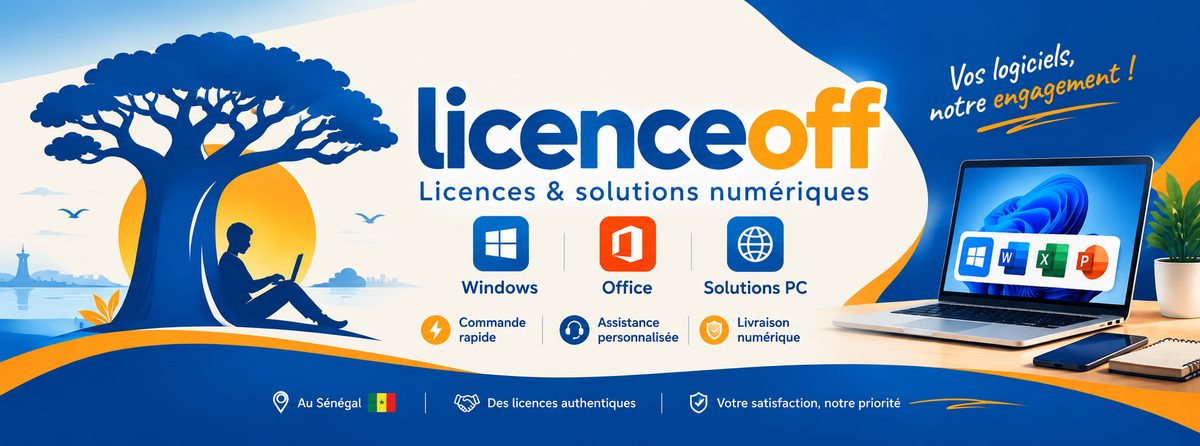 licenceoff
Licences & solutions numériques
Windows
Office
Solutions PC
Commande
rapide
Assistance
personnalisée
Livraison
numérique
Vos logiciels,
notre engagement !
W
X
P
Au Sénégal
Des licences authentiques
Votre satisfaction, notre priorité